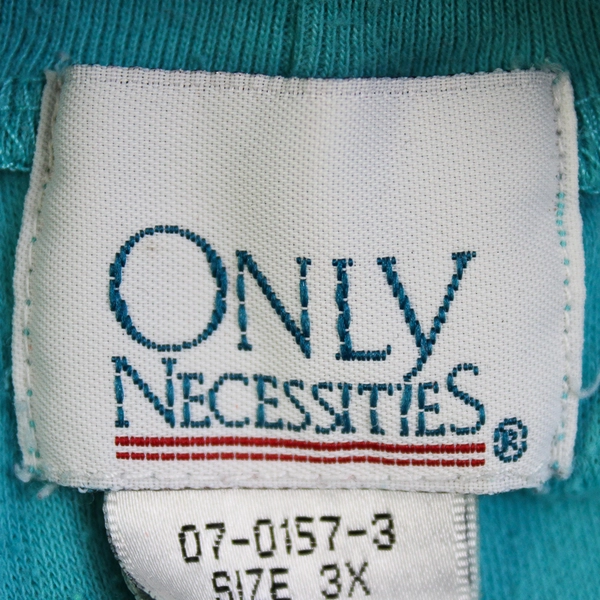 ONLY
NECESSITIES®
07-0157-3
SIZE 3X